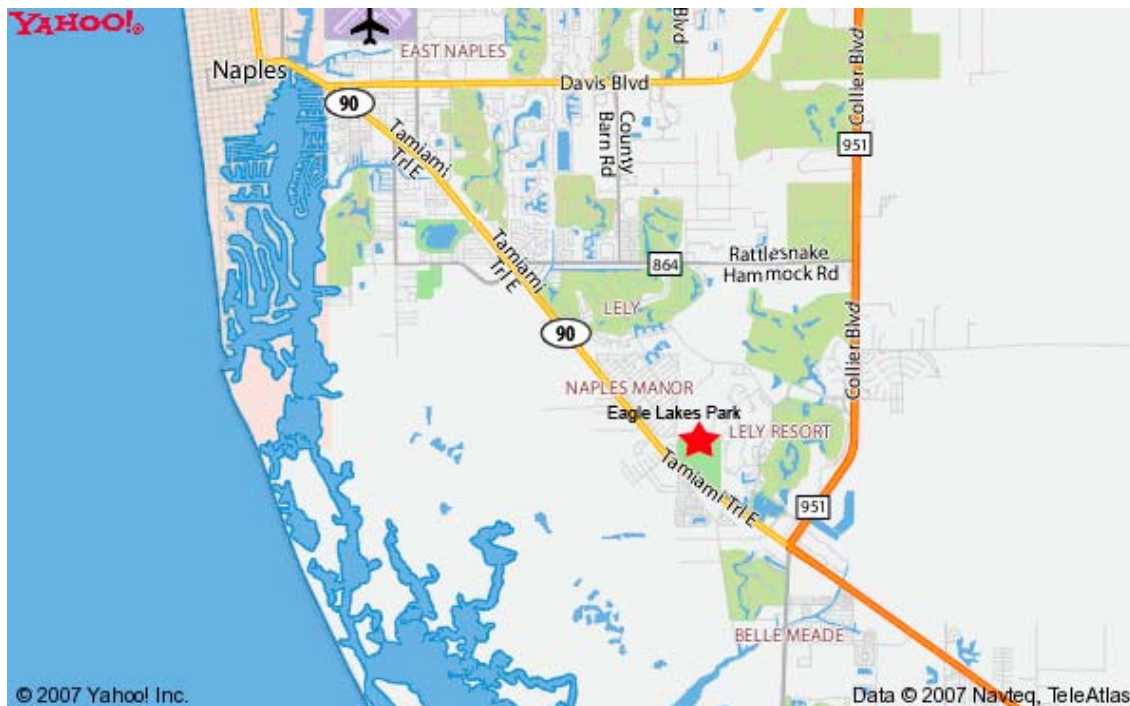 YAHOO!®
EAST NAPLES
Naples
Davis Blvd
Blvd
Collier Blvd
90
Tamiami
Trl E
County
Barn Rd
951
Tamiami
Trl E
864
Rattlesnake
Hammock Rd
LELY
90
Collier Blvd
NAPLES MANOR
Eagle Lakes Park
LELY RESORT
Tamiami Trl E
951
BELLE MEADE
© 2007 Yahoo! Inc.
Data © 2007 Navteq, TeleAtlas